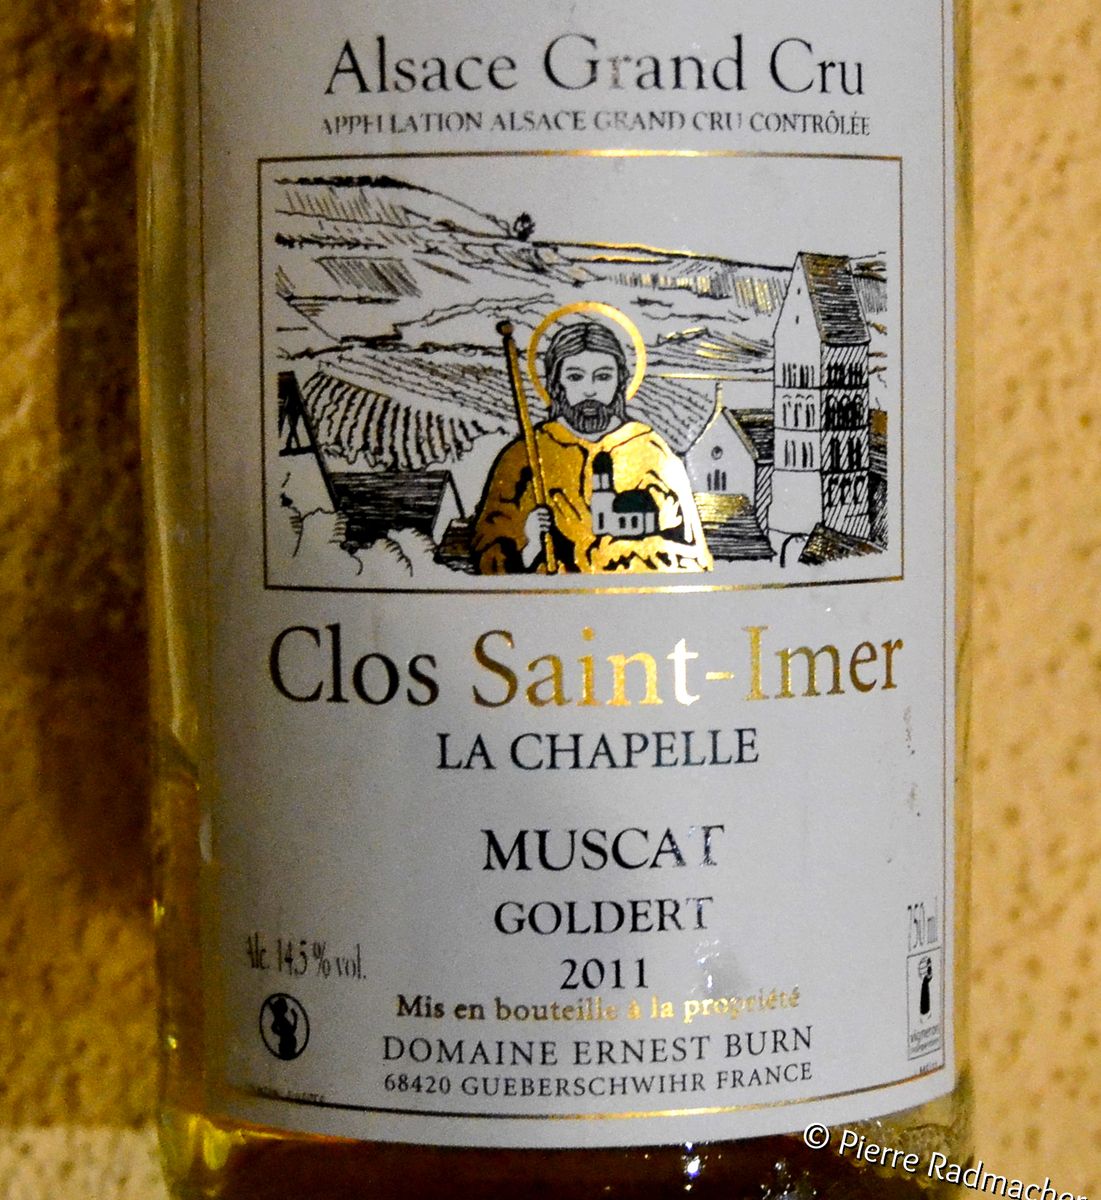 Alsace Grand Cru
APPELLATION ALSACE GRAND CRU CONTRÔLÉE
Clos Saint-Imer
LA CHAPELLE
MUSCAT
GOLDERT
2011
Alc. 14,5 % vol.
750 ml
Mis en bouteille à la propriété
DOMAINE ERNEST BURN
68420 GUEBERSCHWIHR FRANCE
© Pierre Radmacher